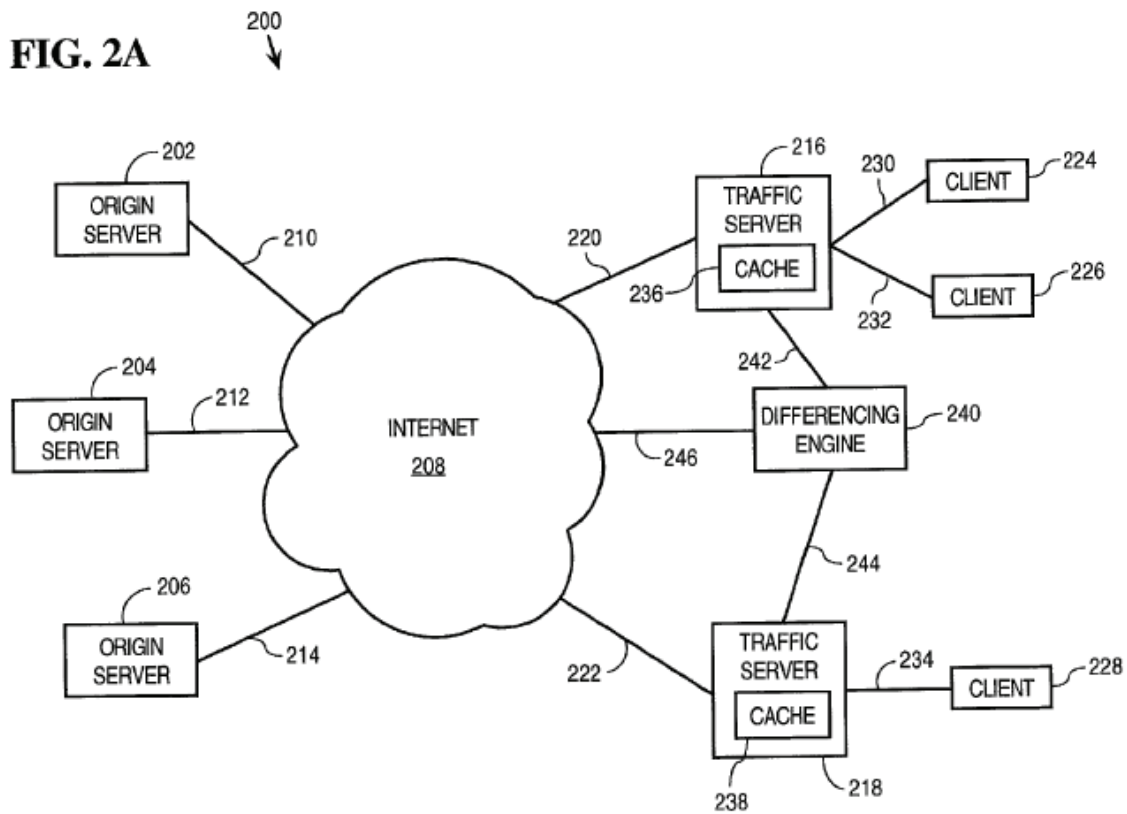 200
FIG. 2A
202
ORIGIN
SERVER
210
204
ORIGIN
SERVER
212
206
ORIGIN
SERVER
214
INTERNET
208
216
TRAFFIC
SERVER
CACHE
236
220
230
CLIENT
224
232
CLIENT
226
242
DIFFERENCING
ENGINE
240
246
244
222
TRAFFIC
SERVER
CACHE
238
218
234
CLIENT
228